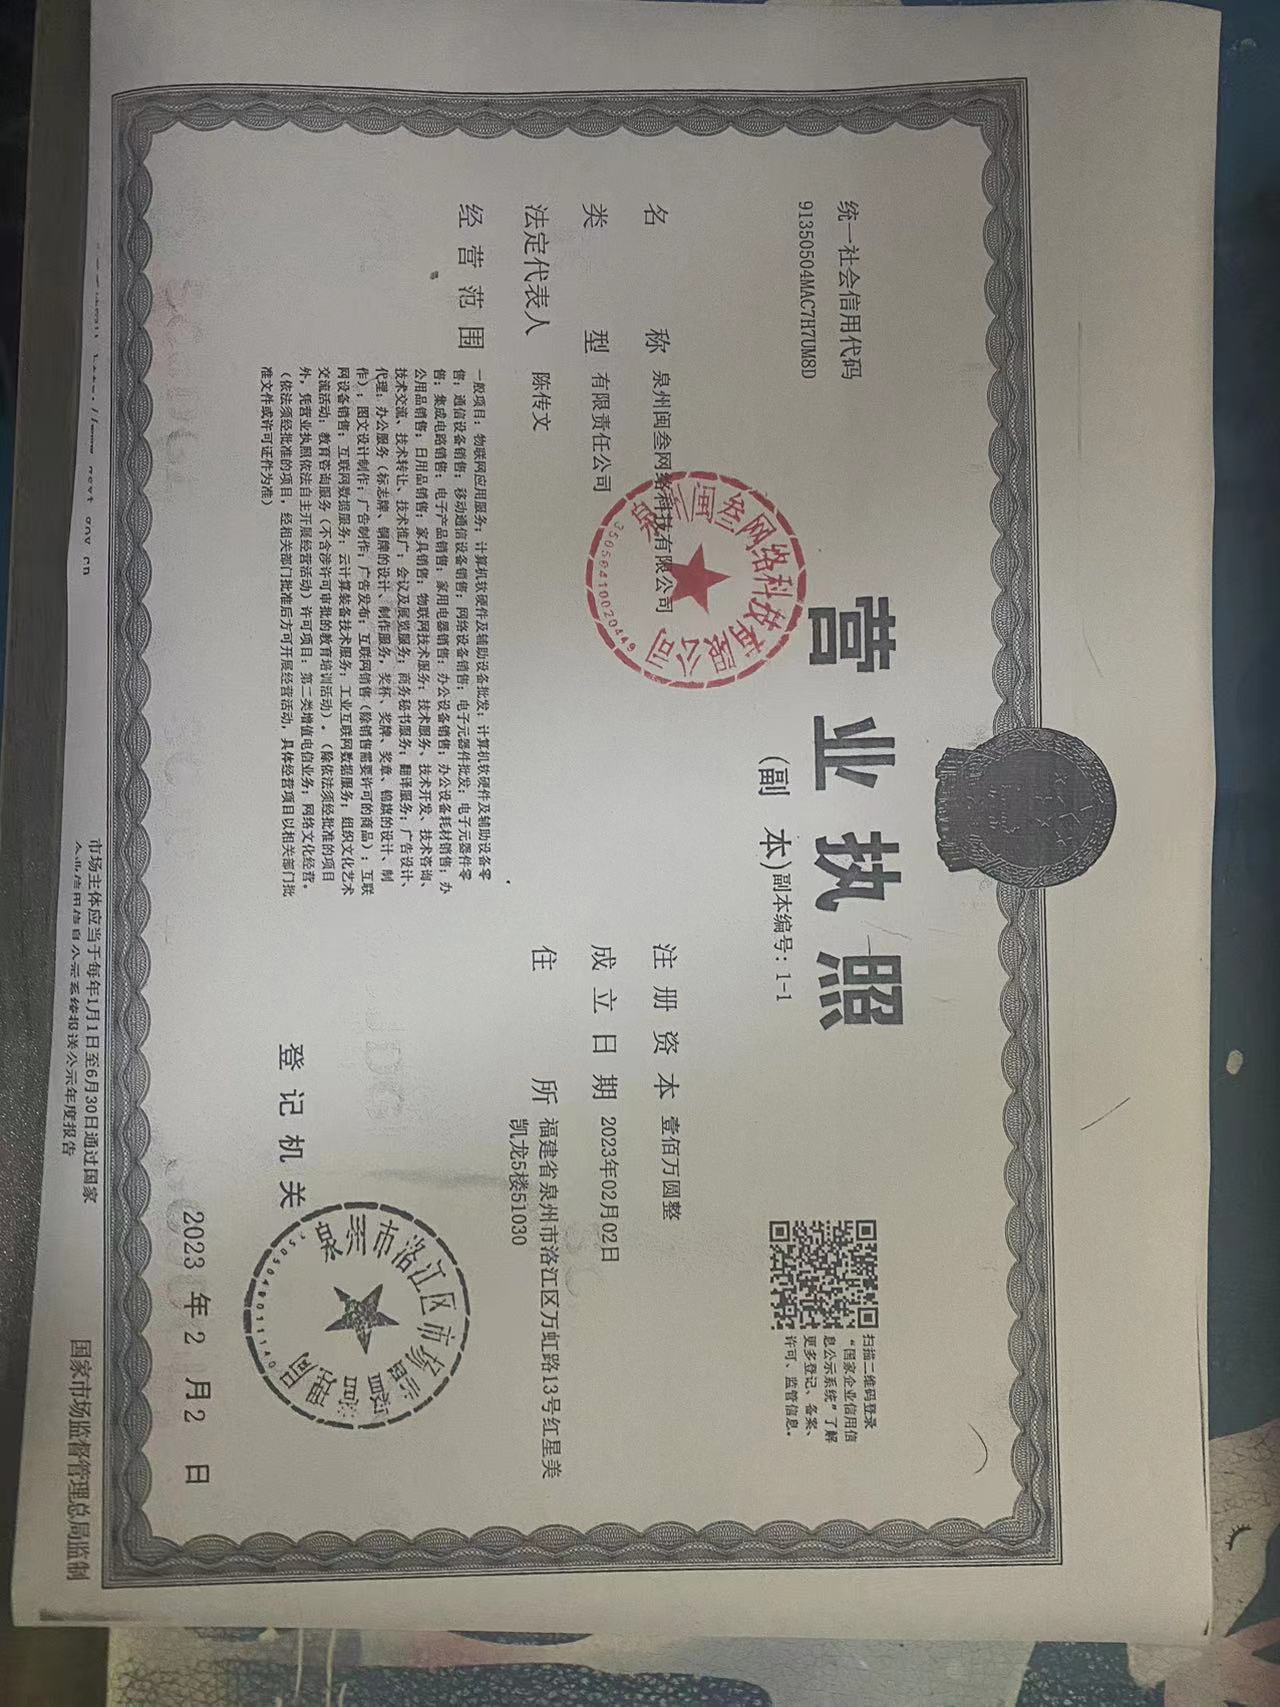 统一社会信用代码
91350504MAC7H7UM8D
营业执照
(副 本)副本编号：1-1
扫描二维码登录
“国家企业信用信
息公示系统”了解
更多登记、备案、
许可、监管信息。
名 称 泉州闽叁网络科技有限公司
类 型 有限责任公司
法定代表人 陈传文
经营范围 一般项目：物联网应用服务；计算机软硬件及辅助设备批发；计算机软硬件及辅助设备零
售；通信设备销售；移动通信设备销售；网络设备销售；电子元器件批发；电子元器件零
售；集成电路销售；电子产品销售；家用电器销售；办公设备销售；办公设备耗材销售；办
公用品销售；日用品销售；家具销售；物联网技术服务；技术服务、技术开发、技术咨询、
技术交流、技术转让、技术推广；会议及展览服务；商务秘书服务；翻译服务；广告设计、
代理；办公服务（标志牌、铜牌的设计、制作服务，奖杯、奖牌、奖章、锦旗的设计、制
作）；图文设计制作；广告制作；广告发布；互联网销售（除销售需要许可的商品）；互联
网设备销售；互联网数据服务；云计算装备技术服务；工业互联网数据服务；组织文化艺术
交流活动；教育咨询服务（不含涉许可审批的教育培训活动）。（除依法须经批准的项目
外，凭营业执照依法自主开展经营活动）许可项目：第二类增值电信业务；网络文化经营。
（依法须经批准的项目，经相关部门批准后方可开展经营活动，具体经营项目以相关部门批
准文件或许可证件为准）
注册资本 壹佰万圆整
成立日期 2023年02月02日
住 所 福建省泉州市洛江区万虹路13号红星美
凯龙5楼51030
泉州闽叁网络科技有限公司
35050410020449
登记机关
泉州市洛江区市场监督管理局
2023 年 2 月 2 日
市场主体应当于每年1月1日至6月30日通过国家
企业信用信息公示系统报送公示年度报告
国家市场监督管理总局监制